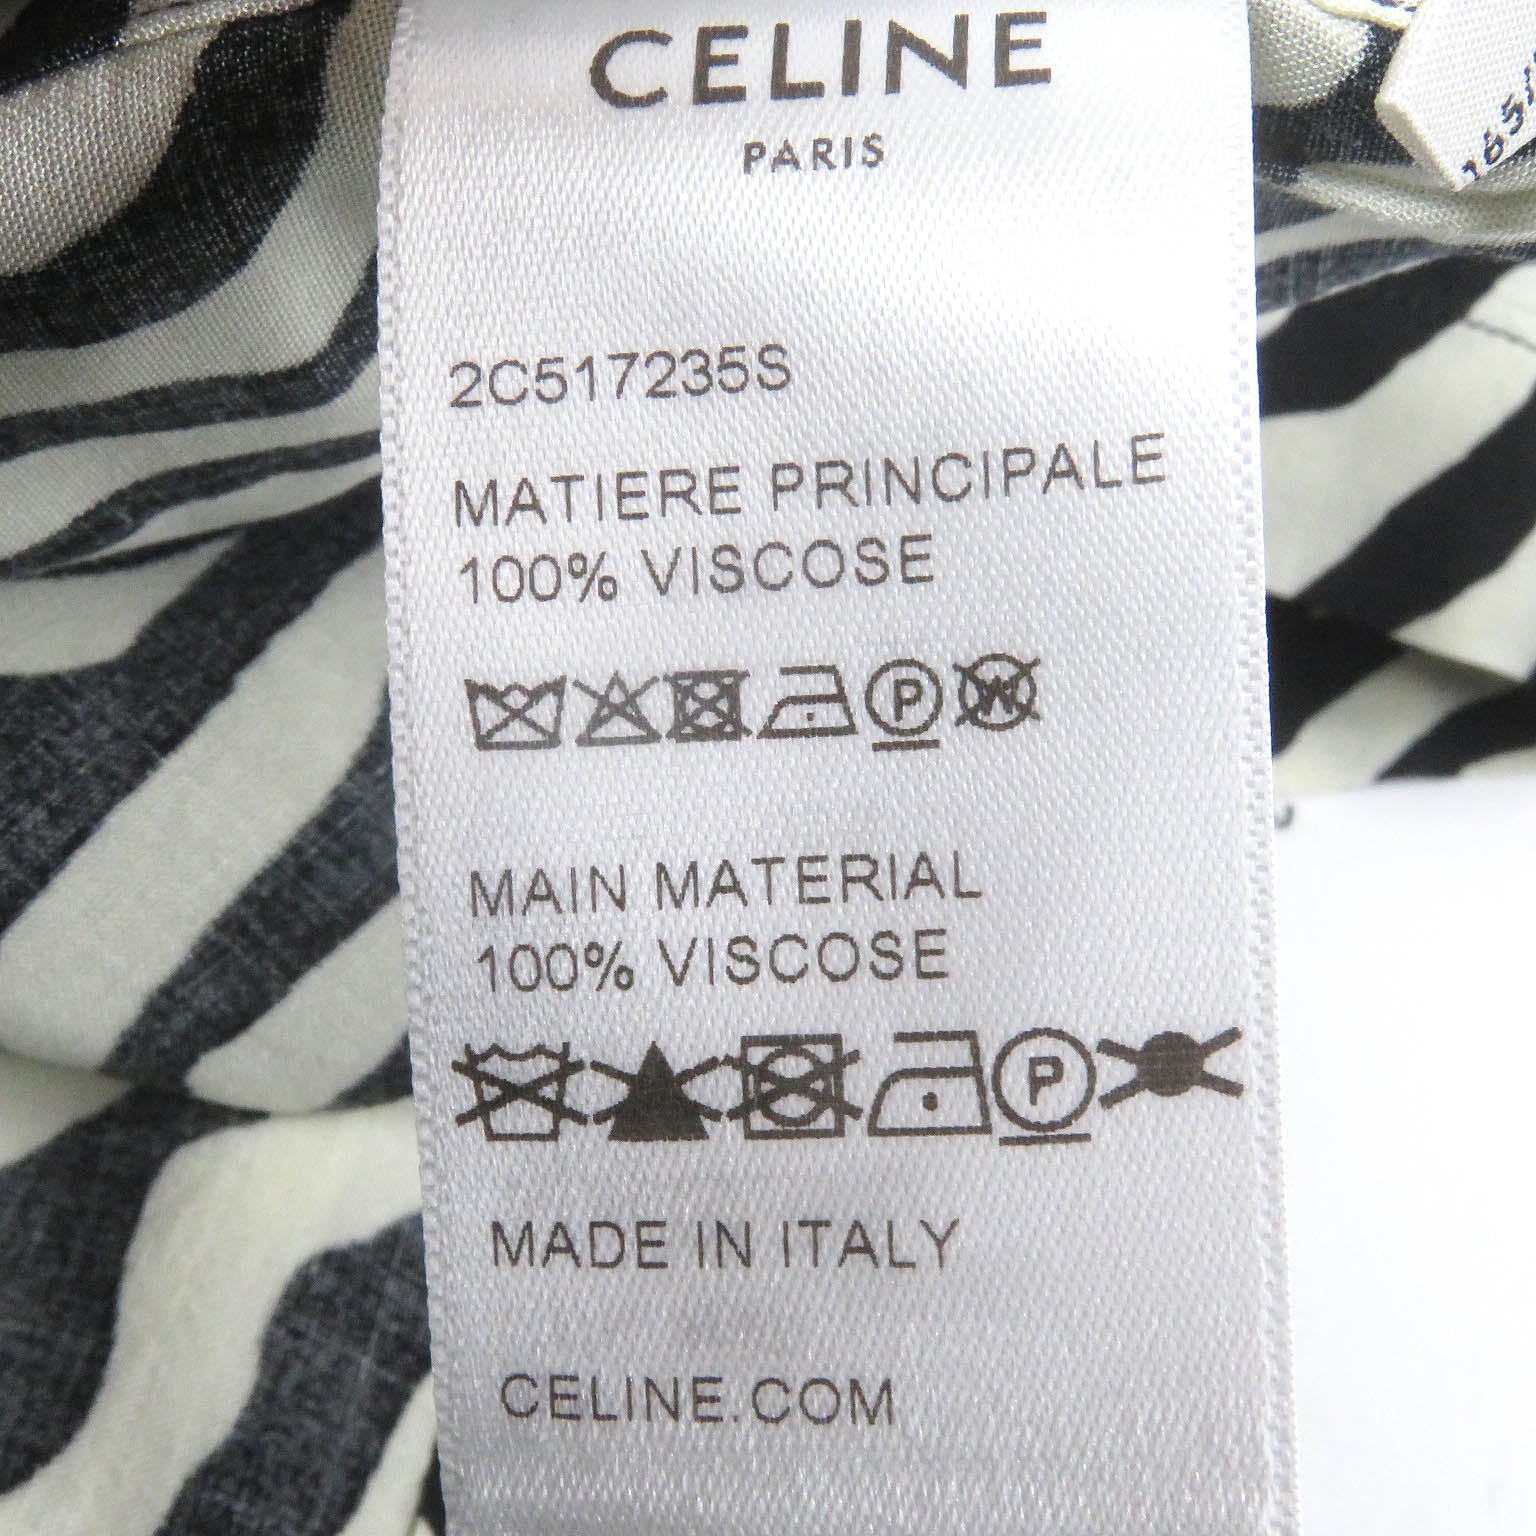 CELINE
PARIS
2C517235S
MATIERE PRINCIPALE
100% VISCOSE
P W
MAIN MATERIAL
100% VISCOSE
P
MADE IN ITALY
CELINE.COM